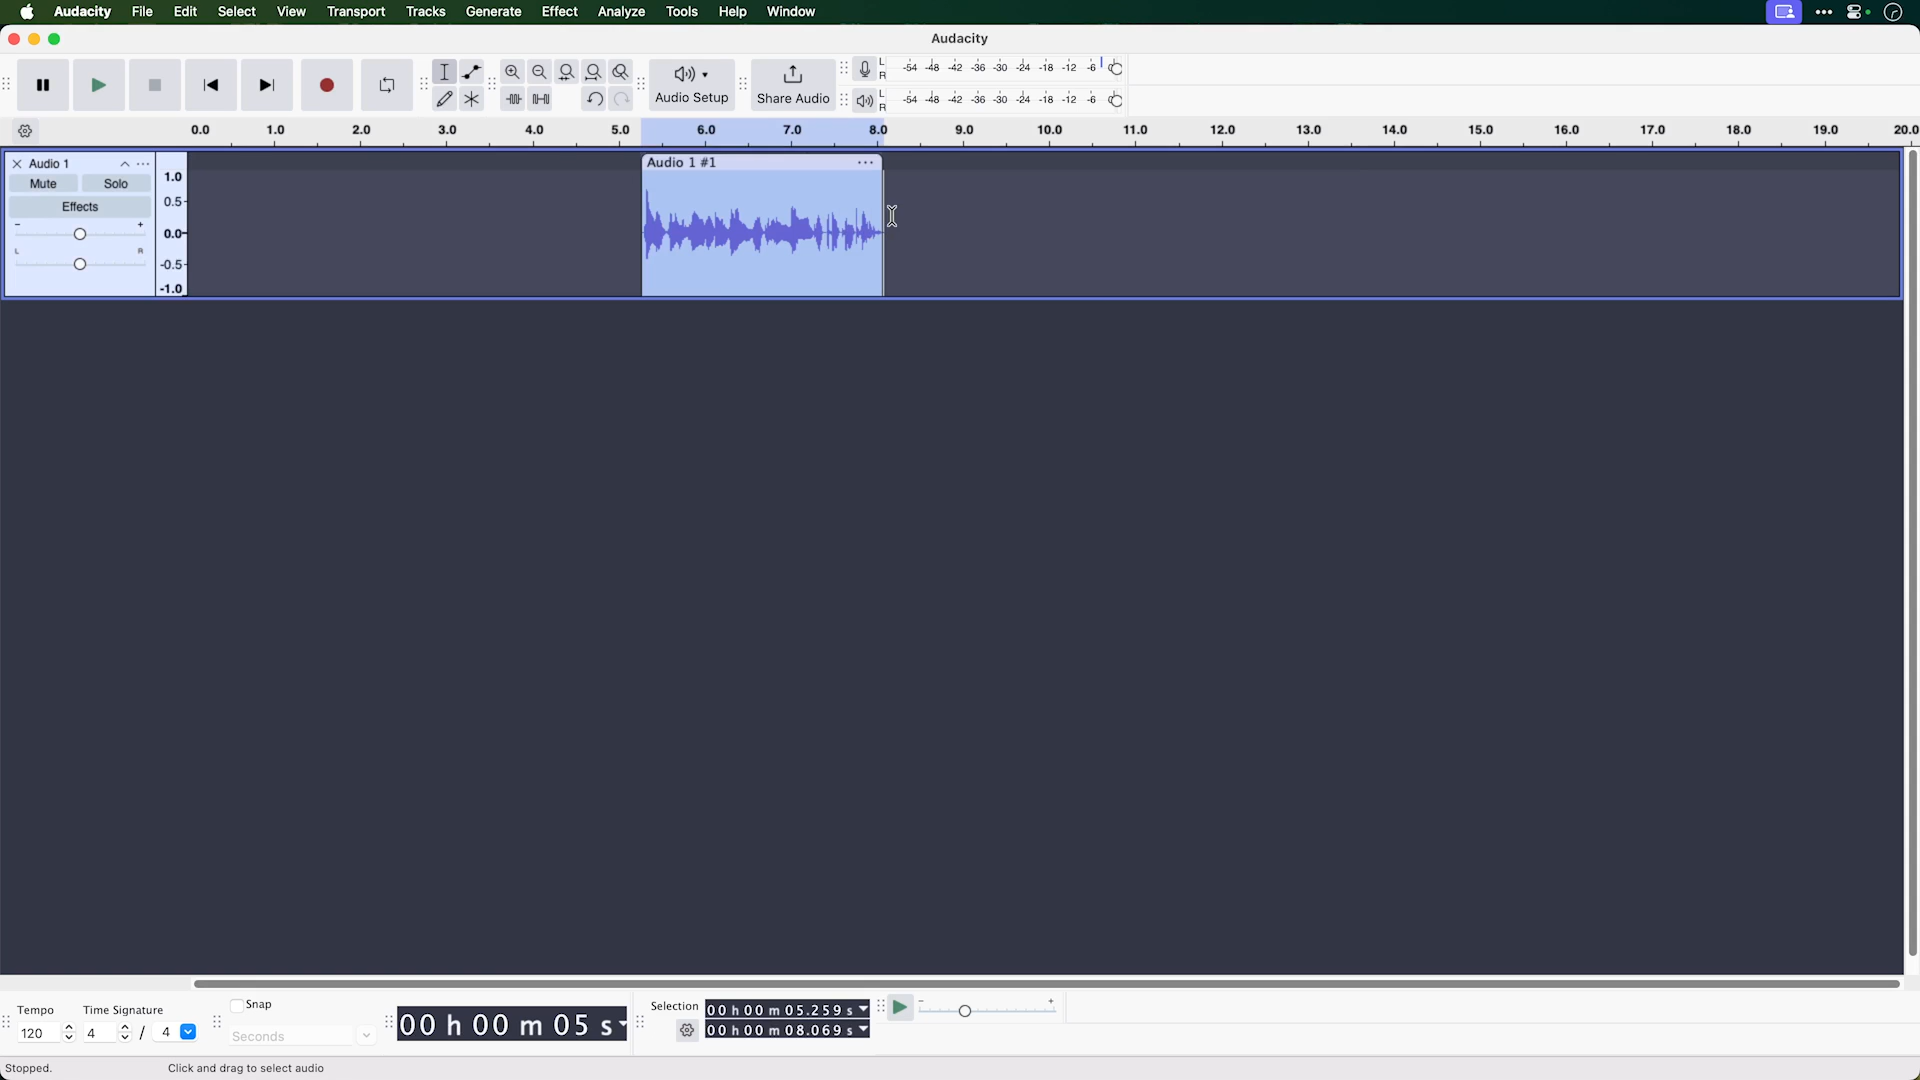 Audacity File Edit Select View Transport Tracks Generate Effect Analyze Tools Help Window
Audacity
Audio Setup
Share Audio
L
R
-54 -48 -42 -36 -30 -24 -18 -12 -6
L
R
-54 -48 -42 -36 -30 -24 -18 -12 -6
0.0 1.0 2.0 3.0 4.0 5.0 6.0 7.0 8.0 9.0 10.0 11.0 12.0 13.0 14.0 15.0 16.0 17.0 18.0 19.0 20.0
Audio 1
Mute Solo
Effects
- +
L R
1.0
0.5
0.0
-0.5
-1.0
Audio 1 #1
Tempo
120
Time Signature
4 / 4
Snap
Seconds
00 h 00 m 05 s
Selection
00 h 00 m 05.259 s
00 h 00 m 08.069 s
- +
Stopped.
Click and drag to select audio